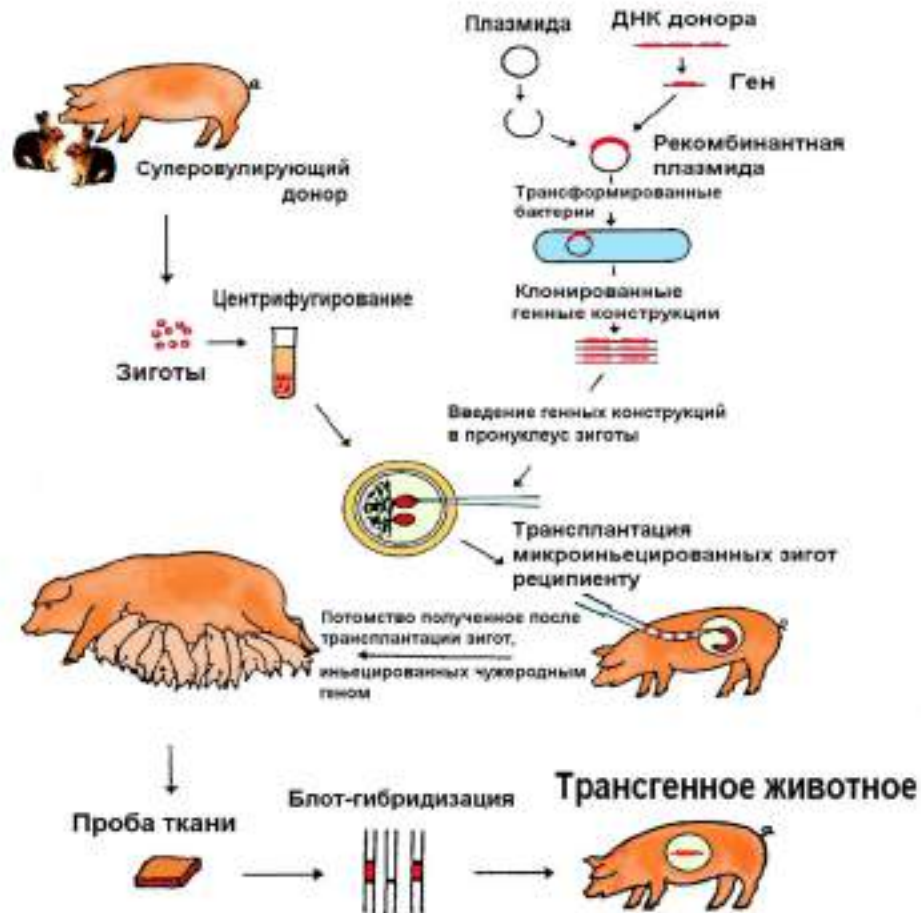 Плазмида
ДНК донора
Ген
Рекомбинантная
плазмида
Суперовулирующий
донор
Трансформированные
бактерии
Центрифугирование
Клонированные
генные конструкции
Зиготы
Введение генных конструкций
в пронуклеус зиготы
Трансплантация
микроиньецированных зигот
реципиенту
Потомство полученное после
трансплантации зигот,
иньецированных чужеродным
геном
Проба ткани
Блот-гибридизация
Трансгенное животное